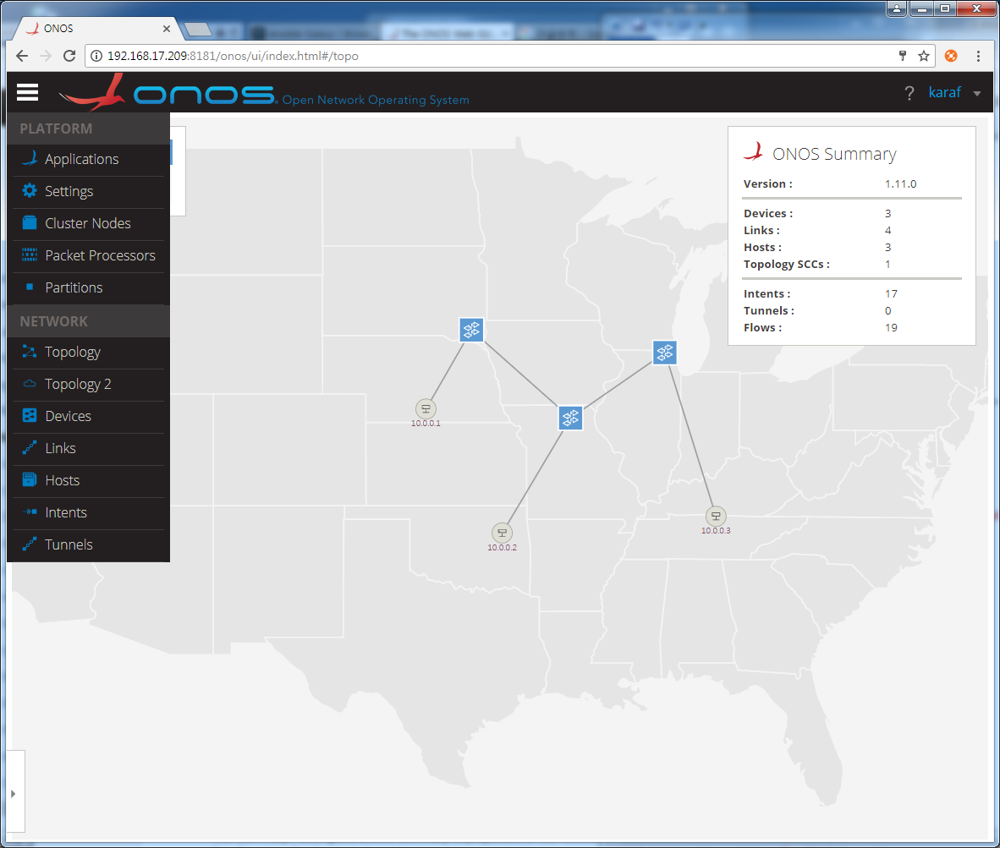 ONOS
192.168.17.209:8181/onos/ui/index.html#/topo
onos Open Network Operating System
? karaf
PLATFORM
Applications
Settings
Cluster Nodes
Packet Processors
Partitions
NETWORK
Topology
Topology 2
Devices
Links
Hosts
Intents
Tunnels
ONOS Summary
Version : 1.11.0
Devices : 3
Links : 4
Hosts : 3
Topology SCCs : 1
Intents : 17
Tunnels : 0
Flows : 19
10.0.0.1
10.0.0.2
10.0.0.3